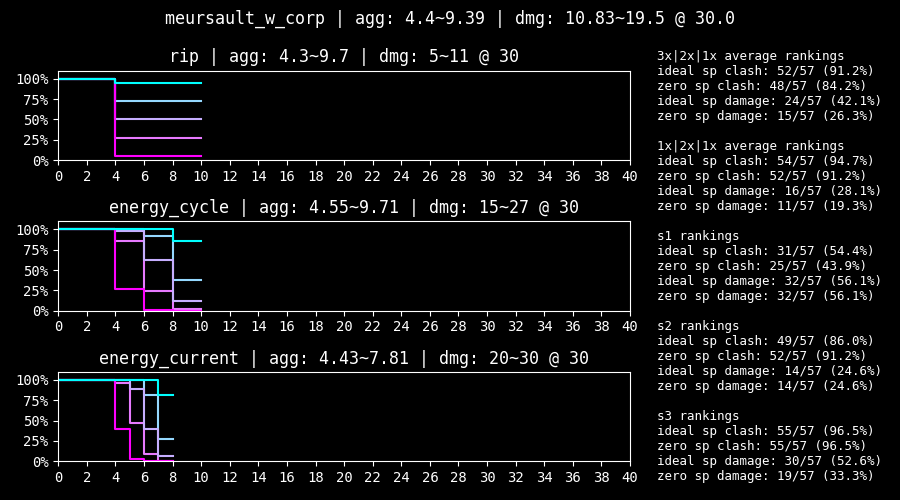 meursault_w_corp | agg: 4.4~9.39 | dmg: 10.83~19.5 @ 30.0
rip | agg: 4.3~9.7 | dmg: 5~11 @ 30
100%
75%
50%
25%
0%
0 2 4 6 8 10 12 14 16 18 20 22 24 26 28 30 32 34 36 38 40
energy_cycle | agg: 4.55~9.71 | dmg: 15~27 @ 30
100%
75%
50%
25%
0%
0 2 4 6 8 10 12 14 16 18 20 22 24 26 28 30 32 34 36 38 40
energy_current | agg: 4.43~7.81 | dmg: 20~30 @ 30
100%
75%
50%
25%
0%
0 2 4 6 8 10 12 14 16 18 20 22 24 26 28 30 32 34 36 38 40
3x|2x|1x average rankings
ideal sp clash: 52/57 (91.2%)
zero sp clash: 48/57 (84.2%)
ideal sp damage: 24/57 (42.1%)
zero sp damage: 15/57 (26.3%)
1x|2x|1x average rankings
ideal sp clash: 54/57 (94.7%)
zero sp clash: 52/57 (91.2%)
ideal sp damage: 16/57 (28.1%)
zero sp damage: 11/57 (19.3%)
s1 rankings
ideal sp clash: 31/57 (54.4%)
zero sp clash: 25/57 (43.9%)
ideal sp damage: 32/57 (56.1%)
zero sp damage: 32/57 (56.1%)
s2 rankings
ideal sp clash: 49/57 (86.0%)
zero sp clash: 52/57 (91.2%)
ideal sp damage: 14/57 (24.6%)
zero sp damage: 14/57 (24.6%)
s3 rankings
ideal sp clash: 55/57 (96.5%)
zero sp clash: 55/57 (96.5%)
ideal sp damage: 30/57 (52.6%)
zero sp damage: 19/57 (33.3%)